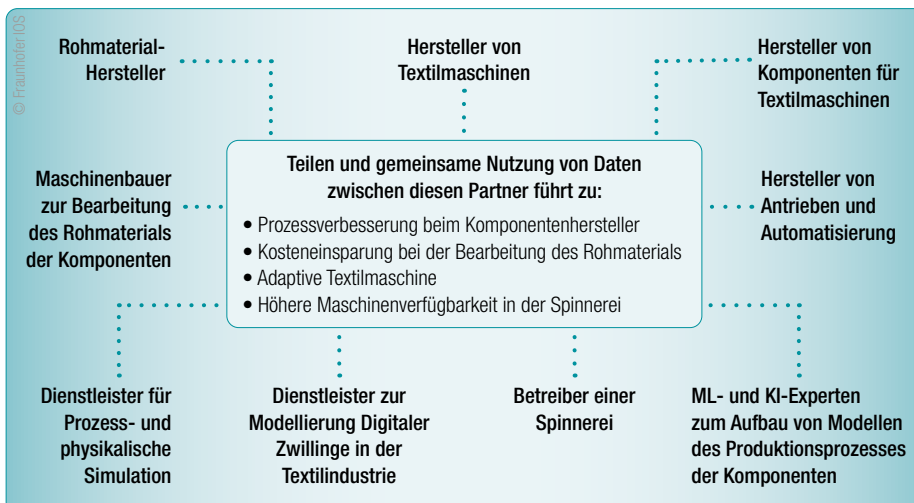 © Fraunhofer IOS
Rohmaterial-
Hersteller
Hersteller von
Textilmaschinen
Hersteller von
Komponenten für
Textilmaschinen
Maschinenbauer
zur Bearbeitung
des Rohmaterials
der Komponenten
Teilen und gemeinsame Nutzung von Daten
zwischen diesen Partner führt zu:
• Prozessverbesserung beim Komponentenhersteller
• Kosteneinsparung bei der Bearbeitung des Rohmaterials
• Adaptive Textilmaschine
• Höhere Maschinenverfügbarkeit in der Spinnerei
Hersteller von
Antrieben und
Automatisierung
Dienstleister für
Prozess- und
physikalische
Simulation
Dienstleister zur
Modellierung Digitaler
Zwillinge in der
Textilindustrie
Betreiber einer
Spinnerei
ML- und KI-Experten
zum Aufbau von Modellen
des Produktionsprozesses
der Komponenten